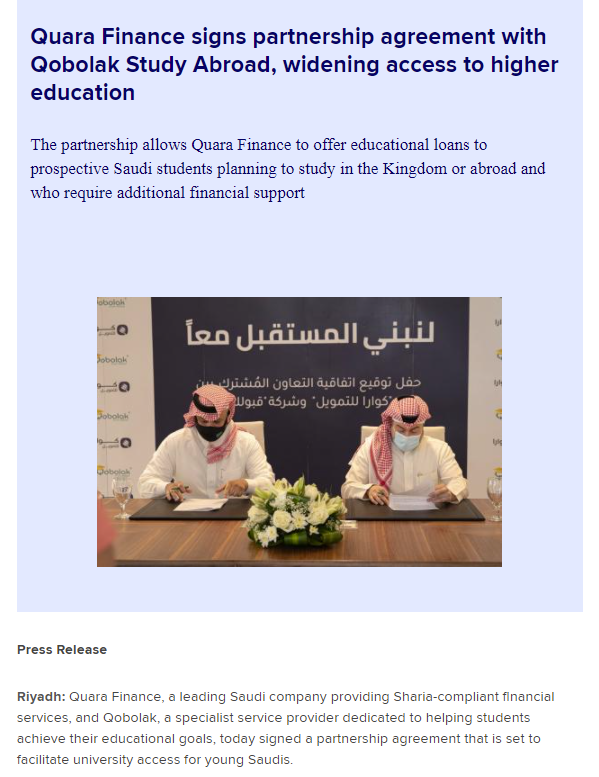 Quara Finance signs partnership agreement with
Qobolak Study Abroad, widening access to higher
education
The partnership allows Quara Finance to offer educational loans to
prospective Saudi students planning to study in the Kingdom or abroad and
who require additional financial support
لنبني المستقبل معاً
حفل توقيع اتفاقية التعاون المُشترك بين
"كوارا للتمويل" وشركة
Qobolak
Qobolak
Qobolak
Qobolak
Press Release
Riyadh: Quara Finance, a leading Saudi company providing Sharia-compliant financial
services, and Qobolak, a specialist service provider dedicated to helping students
achieve their educational goals, today signed a partnership agreement that is set to
facilitate university access for young Saudis.